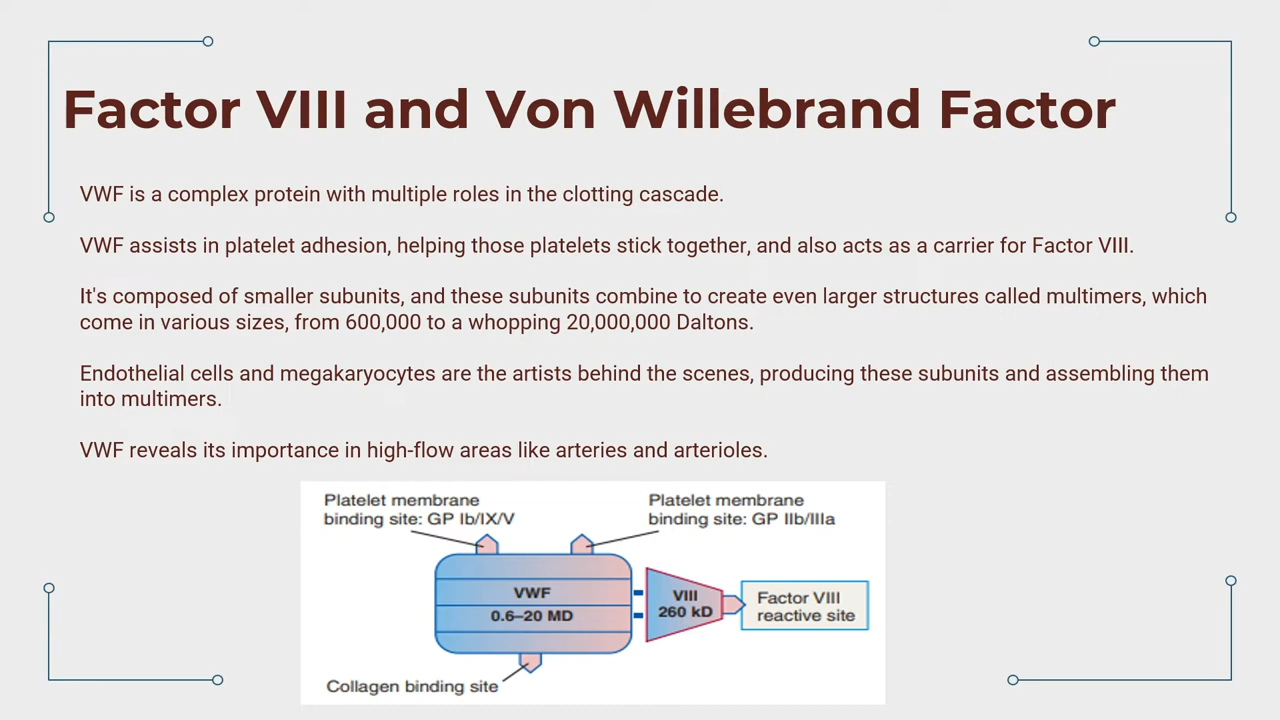 Factor VIII and Von Willebrand Factor
VWF is a complex protein with multiple roles in the clotting cascade.
VWF assists in platelet adhesion, helping those platelets stick together, and also acts as a carrier for Factor VIII.
It's composed of smaller subunits, and these subunits combine to create even larger structures called multimers, which
come in various sizes, from 600,000 to a whopping 20,000,000 Daltons.
Endothelial cells and megakaryocytes are the artists behind the scenes, producing these subunits and assembling them
into multimers.
VWF reveals its importance in high-flow areas like arteries and arterioles.
Platelet membrane
binding site: GP Ib/IX/V
Platelet membrane
binding site: GP IIb/IIIa
VWF
0.6–20 MD
VIII
260 kD
Factor VIII
reactive site
Collagen binding site